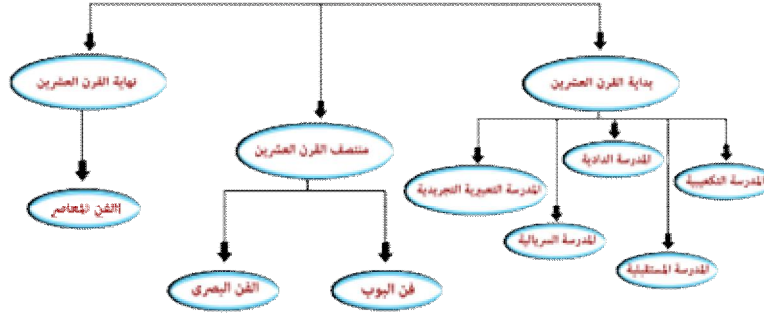 بداية القرن العشرين
نهاية القرن العشرين
منتصف القرن العشرين
المدرسة الدادية
المدرسة التكعيبية
المدرسة التعبيرية التجريدية
المدرسة السريالية
المدرسة المستقبلية
الفن المعاصر
فن البوب
الفن البصرى